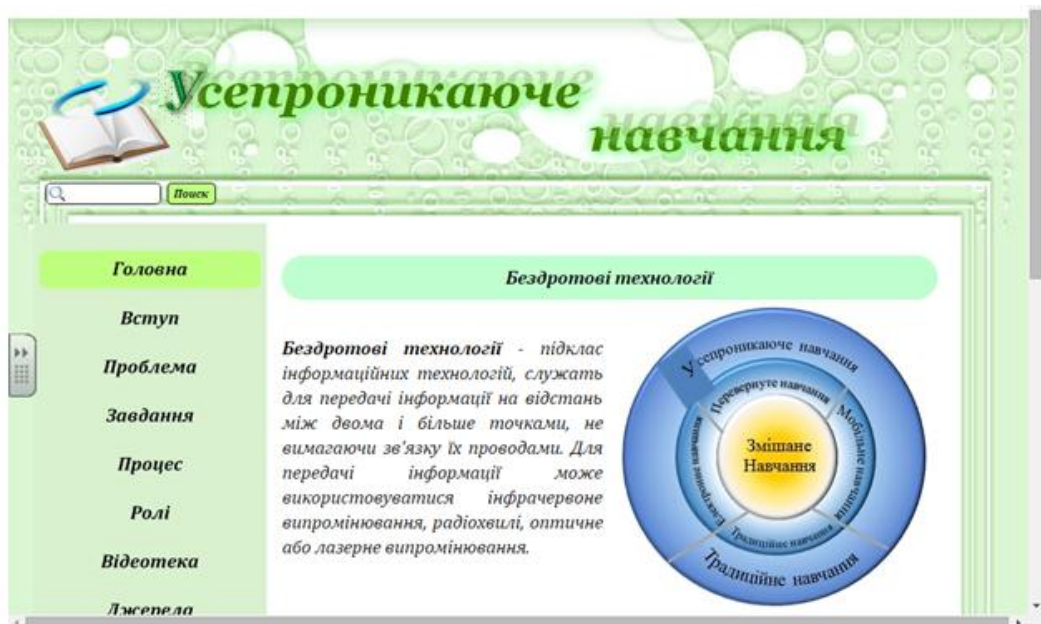 Усепроникаюче
навчання
Поиск
Головна
Вступ
Проблема
Завдання
Процес
Ролі
Відеотека
Джерела
Бездротові технології
Бездротові технології - підклас
інформаційних технологій, служать
для передачі інформації на відстань
між двома і більше точками, не
вимагаючи зв'язку їх проводами. Для
передачі інформації може
використовуватися інфрачервоне
випромінювання, радіохвилі, оптичне
або лазерне випромінювання.
Усепроникаюче навчання
Перевернуте навчання
Мобільне навчання
Електронне навчання
Змішане
Навчання
Традиційне навчання
Традиційне навчання